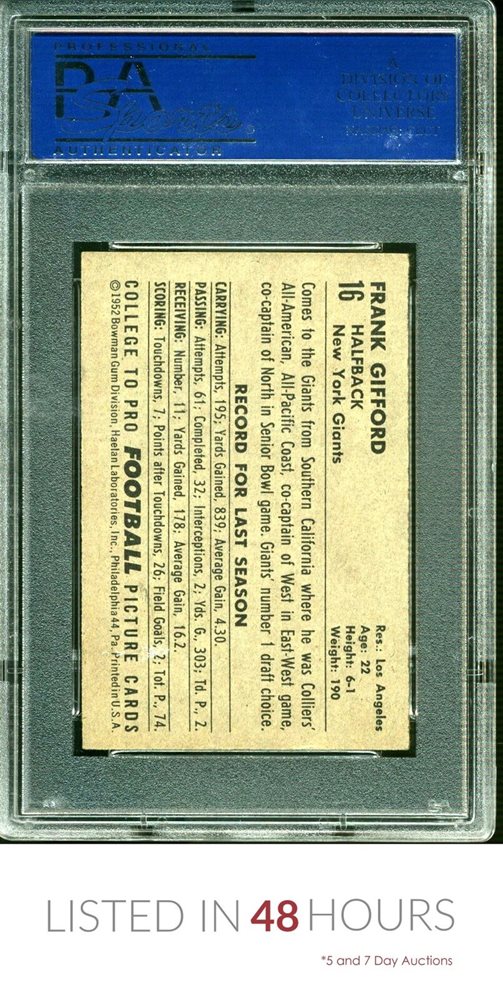 PROFESSIONAL
PSA
AUTHENTICATOR
A
DIVISION OF
COLLECTORS
UNIVERSE
FRANK GIFFORD
16 HALFBACK
New York Giants
Res: Los Angeles
Age: 22
Height: 6-1
Weight: 190
Comes to the Giants from Southern California where he was Colliers'
All-American, All-Pacific Coast, co-captain of West in East-West game,
co-captain of North in Senior Bowl game. Giants' number 1 draft choice.
RECORD FOR LAST SEASON
CARRYING: Attempts, 195; Yards Gained, 839; Average Gain, 4.30.
PASSING: Attempts, 61; Completed, 32; Interceptions, 2; Yds. G., 303; Td. P., 2.
RECEIVING: Number, 11; Yards Gained, 178; Average Gain, 16.2.
SCORING: Touchdowns, 7; Points after Touchdowns, 26; Field Goals, 2; Tot. P., 74.
COLLEGE TO PRO FOOTBALL PICTURE CARDS
©1952 Bowman Gum Division, Haelan Laboratories, Inc., Philadelphia 44, Pa. Printed in U.S.A.
LISTED IN 48 HOURS
*5 and 7 Day Auctions